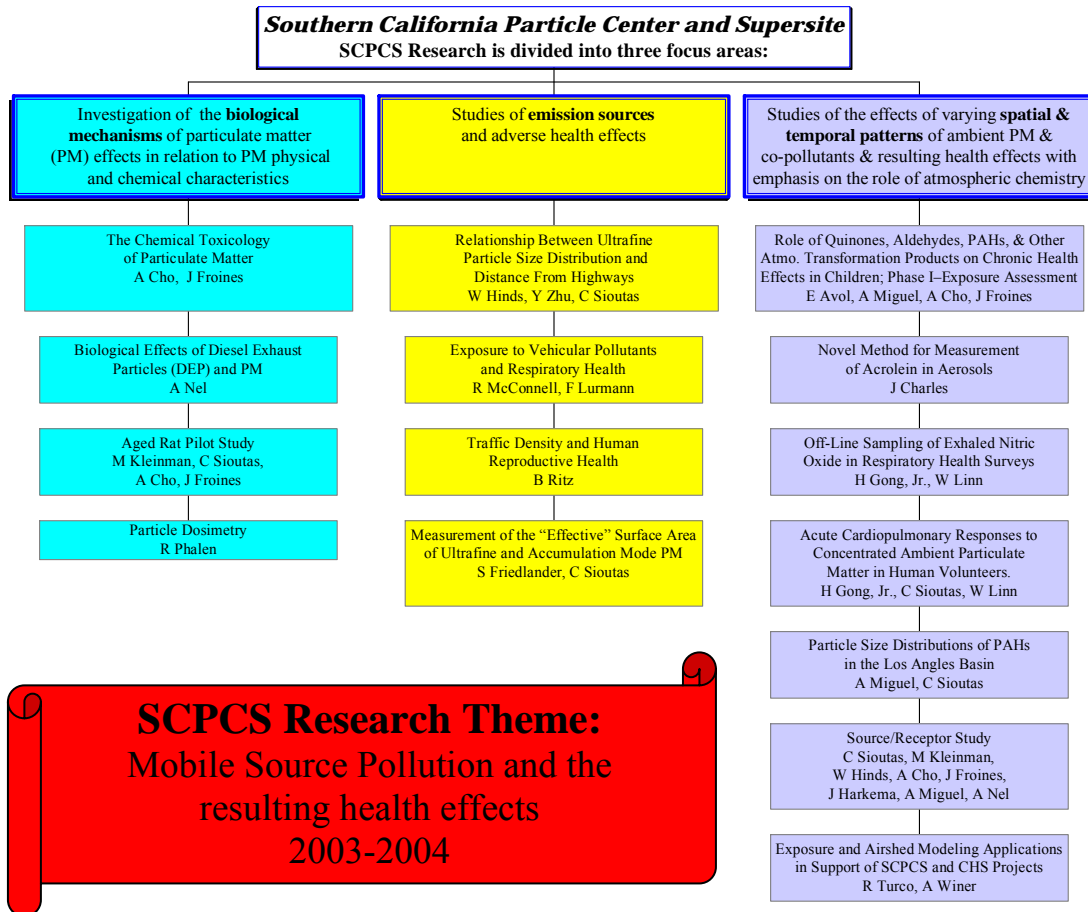 Southern California Particle Center and Supersite
SCPCS Research is divided into three focus areas:
Investigation of the biological
mechanisms of particulate matter
(PM) effects in relation to PM physical
and chemical characteristics
The Chemical Toxicology
of Particulate Matter
A Cho, J Froines
Biological Effects of Diesel Exhaust
Particles (DEP) and PM
A Nel
Aged Rat Pilot Study
M Kleinman, C Sioutas,
A Cho, J Froines
Particle Dosimetry
R Phalen
Studies of emission sources
and adverse health effects
Relationship Between Ultrafine
Particle Size Distribution and
Distance From Highways
W Hinds, Y Zhu, C Sioutas
Exposure to Vehicular Pollutants
and Respiratory Health
R McConnell, F Lurmann
Traffic Density and Human
Reproductive Health
B Ritz
Measurement of the “Effective” Surface Area
of Ultrafine and Accumulation Mode PM
S Friedlander, C Sioutas
Studies of the effects of varying spatial &
temporal patterns of ambient PM &
co-pollutants & resulting health effects with
emphasis on the role of atmospheric chemistry
Role of Quinones, Aldehydes, PAHs, & Other
Atmo. Transformation Products on Chronic Health
Effects in Children; Phase I–Exposure Assessment
E Avol, A Miguel, A Cho, J Froines
Novel Method for Measurement
of Acrolein in Aerosols
J Charles
Off-Line Sampling of Exhaled Nitric
Oxide in Respiratory Health Surveys
H Gong, Jr., W Linn
Acute Cardiopulmonary Responses to
Concentrated Ambient Particulate
Matter in Human Volunteers.
H Gong, Jr., C Sioutas, W Linn
Particle Size Distributions of PAHs
in the Los Angles Basin
A Miguel, C Sioutas
Source/Receptor Study
C Sioutas, M Kleinman,
W Hinds, A Cho, J Froines,
J Harkema, A Miguel, A Nel
Exposure and Airshed Modeling Applications
in Support of SCPCS and CHS Projects
R Turco, A Winer
SCPCS Research Theme:
Mobile Source Pollution and the
resulting health effects
2003-2004